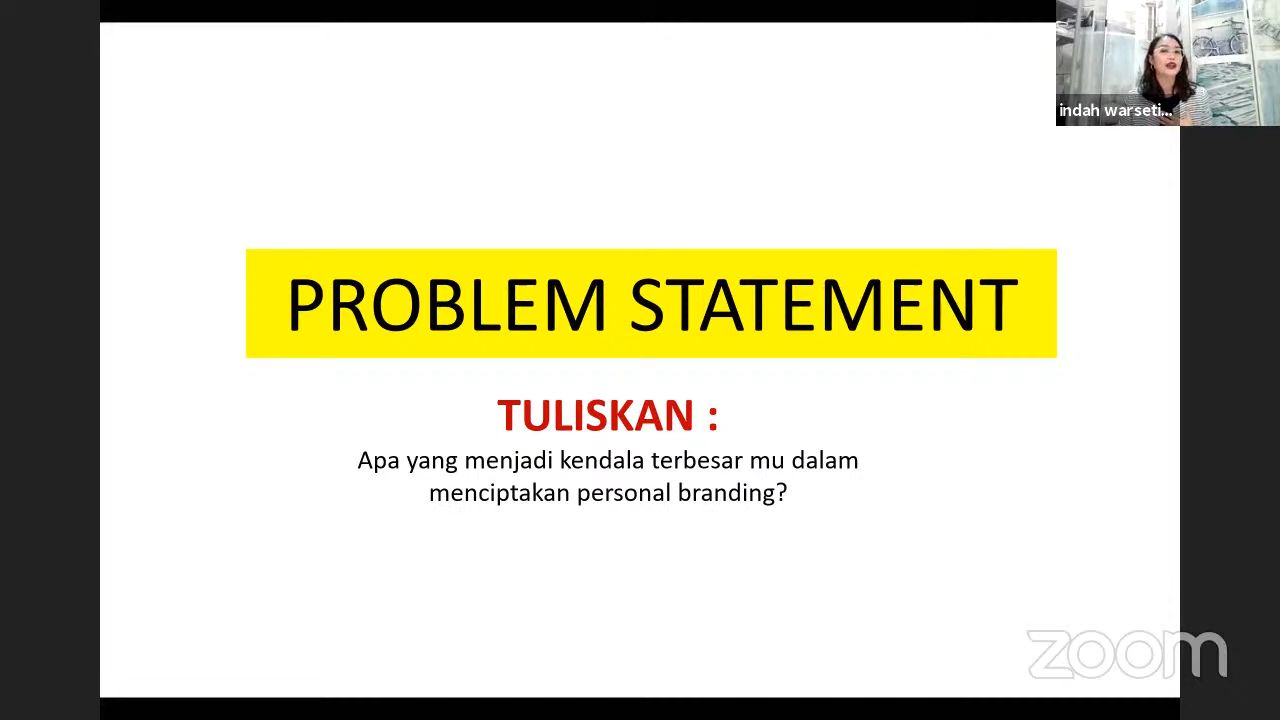 indah warseti...
PROBLEM STATEMENT
TULISKAN :
Apa yang menjadi kendala terbesar mu dalam
menciptakan personal branding?
zoom